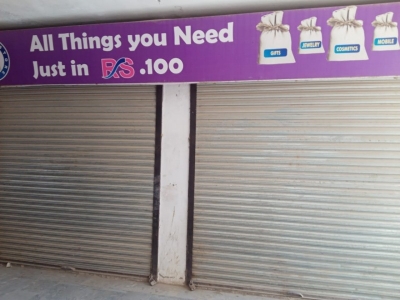 All Things you Need
Just in RS .100
GIFTS
JEWELRY
COSMETICS
MOBILE